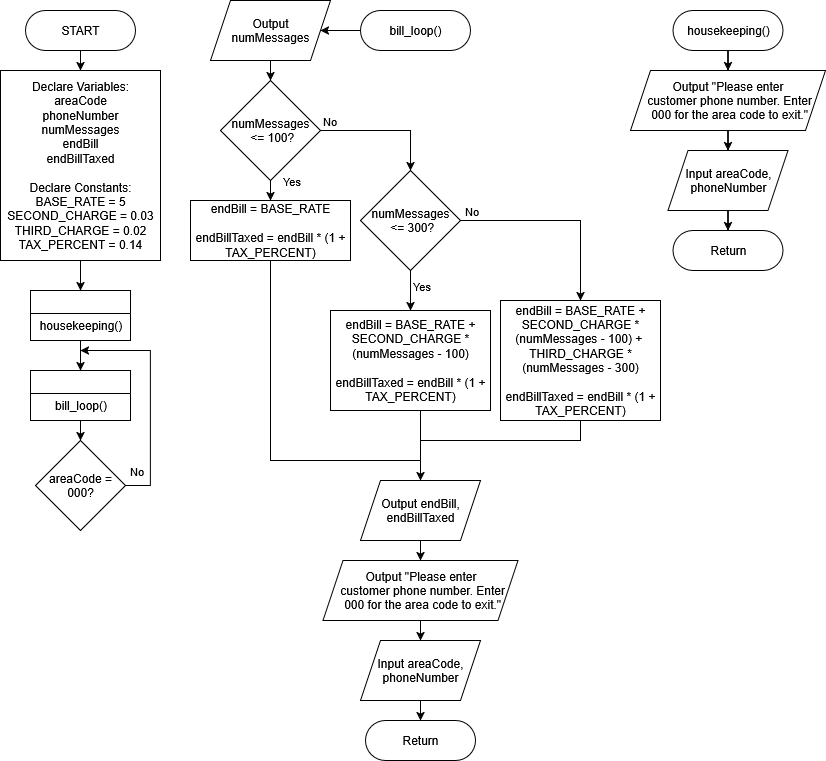 START
Declare Variables:
areaCode
phoneNumber
numMessages
endBill
endBillTaxed
Declare Constants:
BASE_RATE = 5
SECOND_CHARGE = 0.03
THIRD_CHARGE = 0.02
TAX_PERCENT = 0.14
housekeeping()
bill_loop()
areaCode =
000?
No
bill_loop()
Output
numMessages
numMessages
<= 100?
No
Yes
endBill = BASE_RATE
endBillTaxed = endBill * (1 +
TAX_PERCENT)
numMessages
<= 300?
No
Yes
endBill = BASE_RATE +
SECOND_CHARGE *
(numMessages - 100)
endBillTaxed = endBill * (1 +
TAX_PERCENT)
endBill = BASE_RATE +
SECOND_CHARGE *
(numMessages - 100) +
THIRD_CHARGE *
(numMessages - 300)
endBillTaxed = endBill * (1 +
TAX_PERCENT)
Output endBill,
endBillTaxed
Output "Please enter
customer phone number. Enter
000 for the area code to exit."
Input areaCode,
phoneNumber
Return
housekeeping()
Output "Please enter
customer phone number. Enter
000 for the area code to exit."
Input areaCode,
phoneNumber
Return